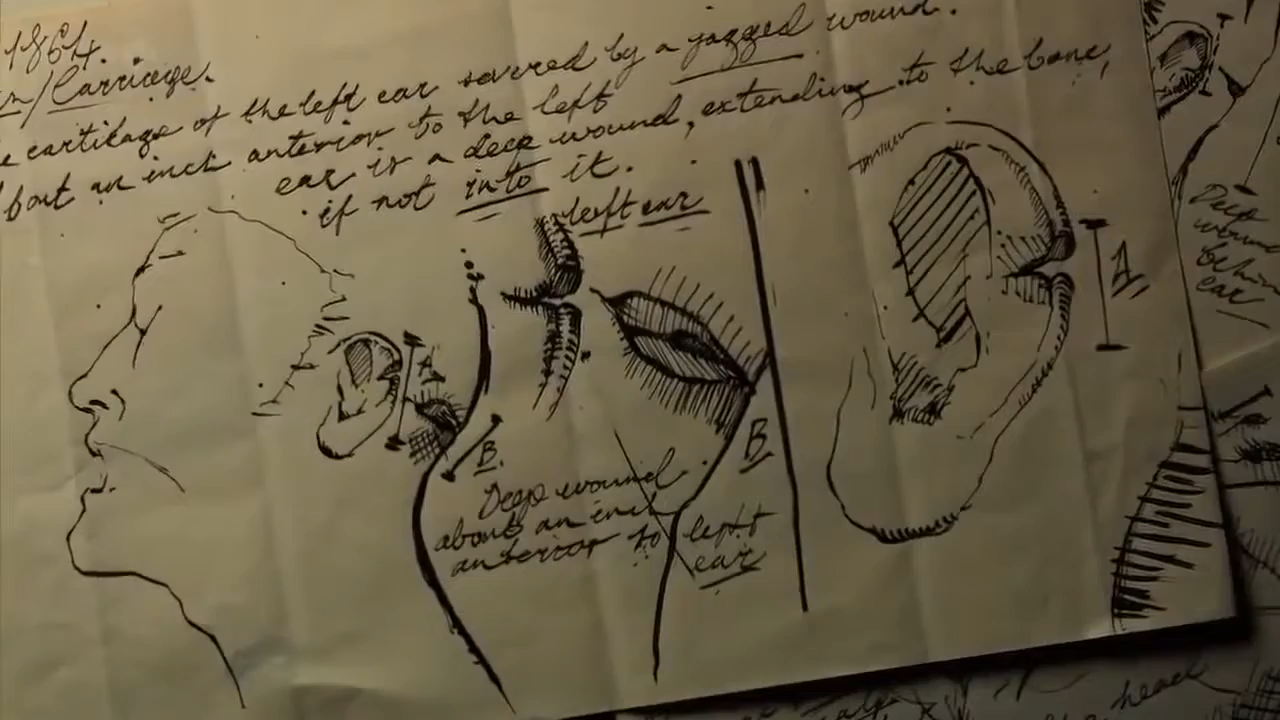 1864.
/Carriage.
cartilage of the left ear severed by a jagged wound.
bout an inch anterior to the left
ear is a deep wound, extending to the bone,
if not into it.
left ear
A
B.
Deep wound
about an inch
anterior to left
ear
B
A
Deep
wound
behin
ear
head